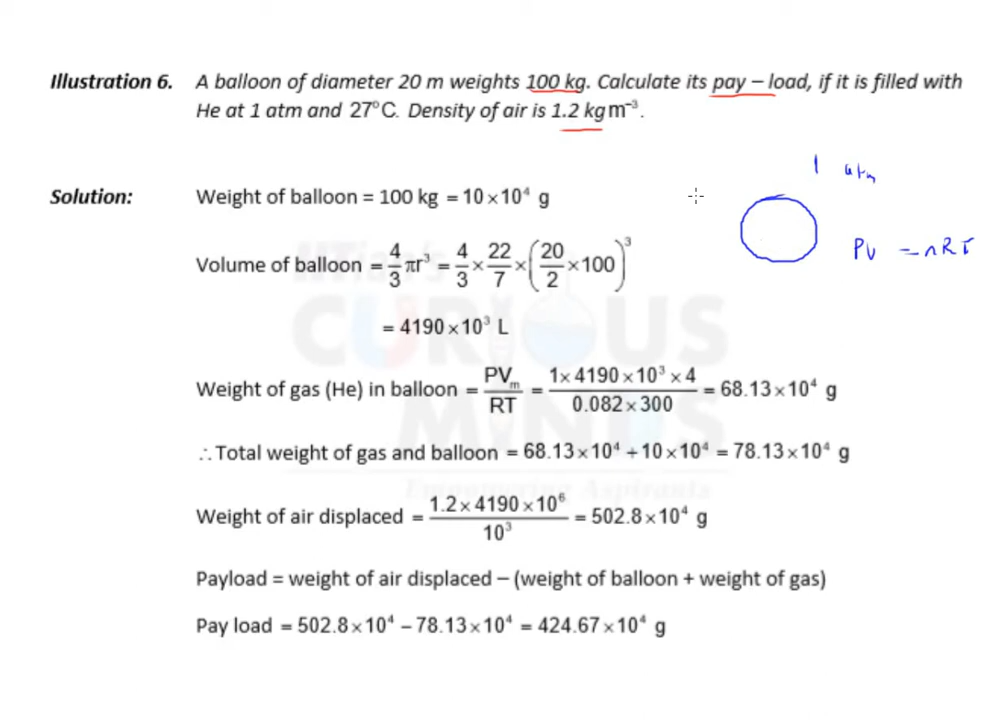 Illustration 6. A balloon of diameter 20 m weights 100 kg. Calculate its pay – load, if it is filled with
He at 1 atm and 27°C. Density of air is 1.2 kg m⁻³.
1 atm
Solution: Weight of balloon = 100 kg = 10 × 10⁴ g
PV = nRT
Volume of balloon = 4/3 πr³ = 4/3 × 22/7 × (20/2 × 100)³
= 4190 × 10³ L
IITian's
CURIOUS
MINDS
Empowering Aspirants
Weight of gas (He) in balloon = PVₘ/RT = 1 × 4190 × 10³ × 4/0.082 × 300 = 68.13 × 10⁴ g
∴ Total weight of gas and balloon = 68.13 × 10⁴ + 10 × 10⁴ = 78.13 × 10⁴ g
Weight of air displaced = 1.2 × 4190 × 10⁶/10³ = 502.8 × 10⁴ g
Payload = weight of air displaced – (weight of balloon + weight of gas)
Pay load = 502.8 × 10⁴ – 78.13 × 10⁴ = 424.67 × 10⁴ g